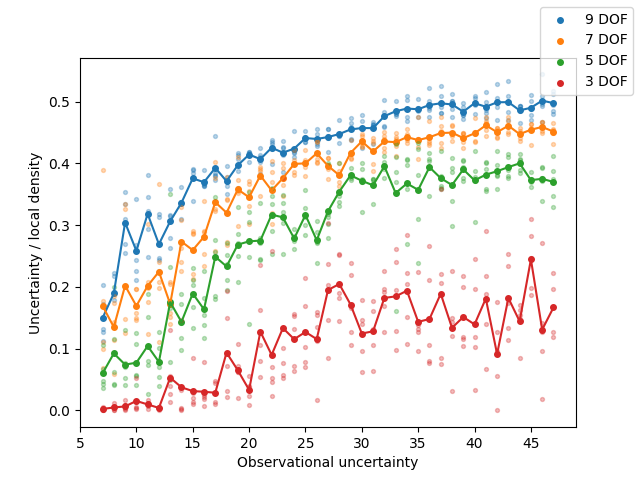 9 DOF
7 DOF
5 DOF
3 DOF
Uncertainty / local density
0.5
0.4
0.3
0.2
0.1
0.0
5 10 15 20 25 30 35 40 45
Observational uncertainty